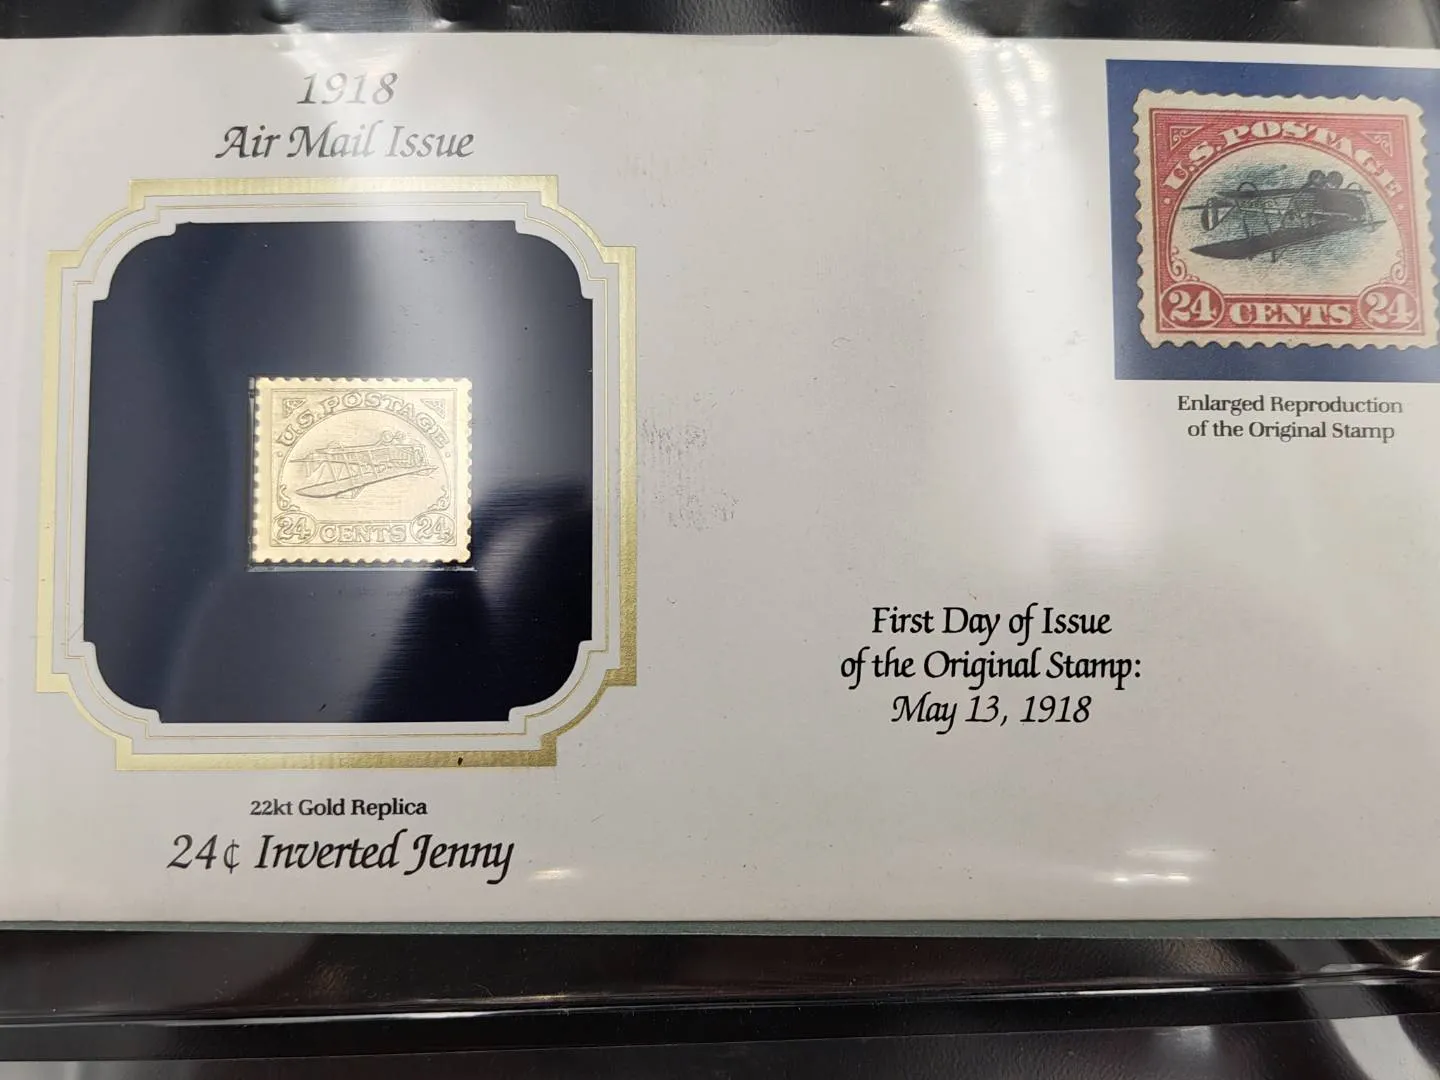 1918
Air Mail Issue
U.S. POSTAGE
24 CENTS 24
22kt Gold Replica
24¢ Inverted Jenny
U.S. POSTAGE
24 CENTS 24
Enlarged Reproduction
of the Original Stamp
First Day of Issue
of the Original Stamp:
May 13, 1918